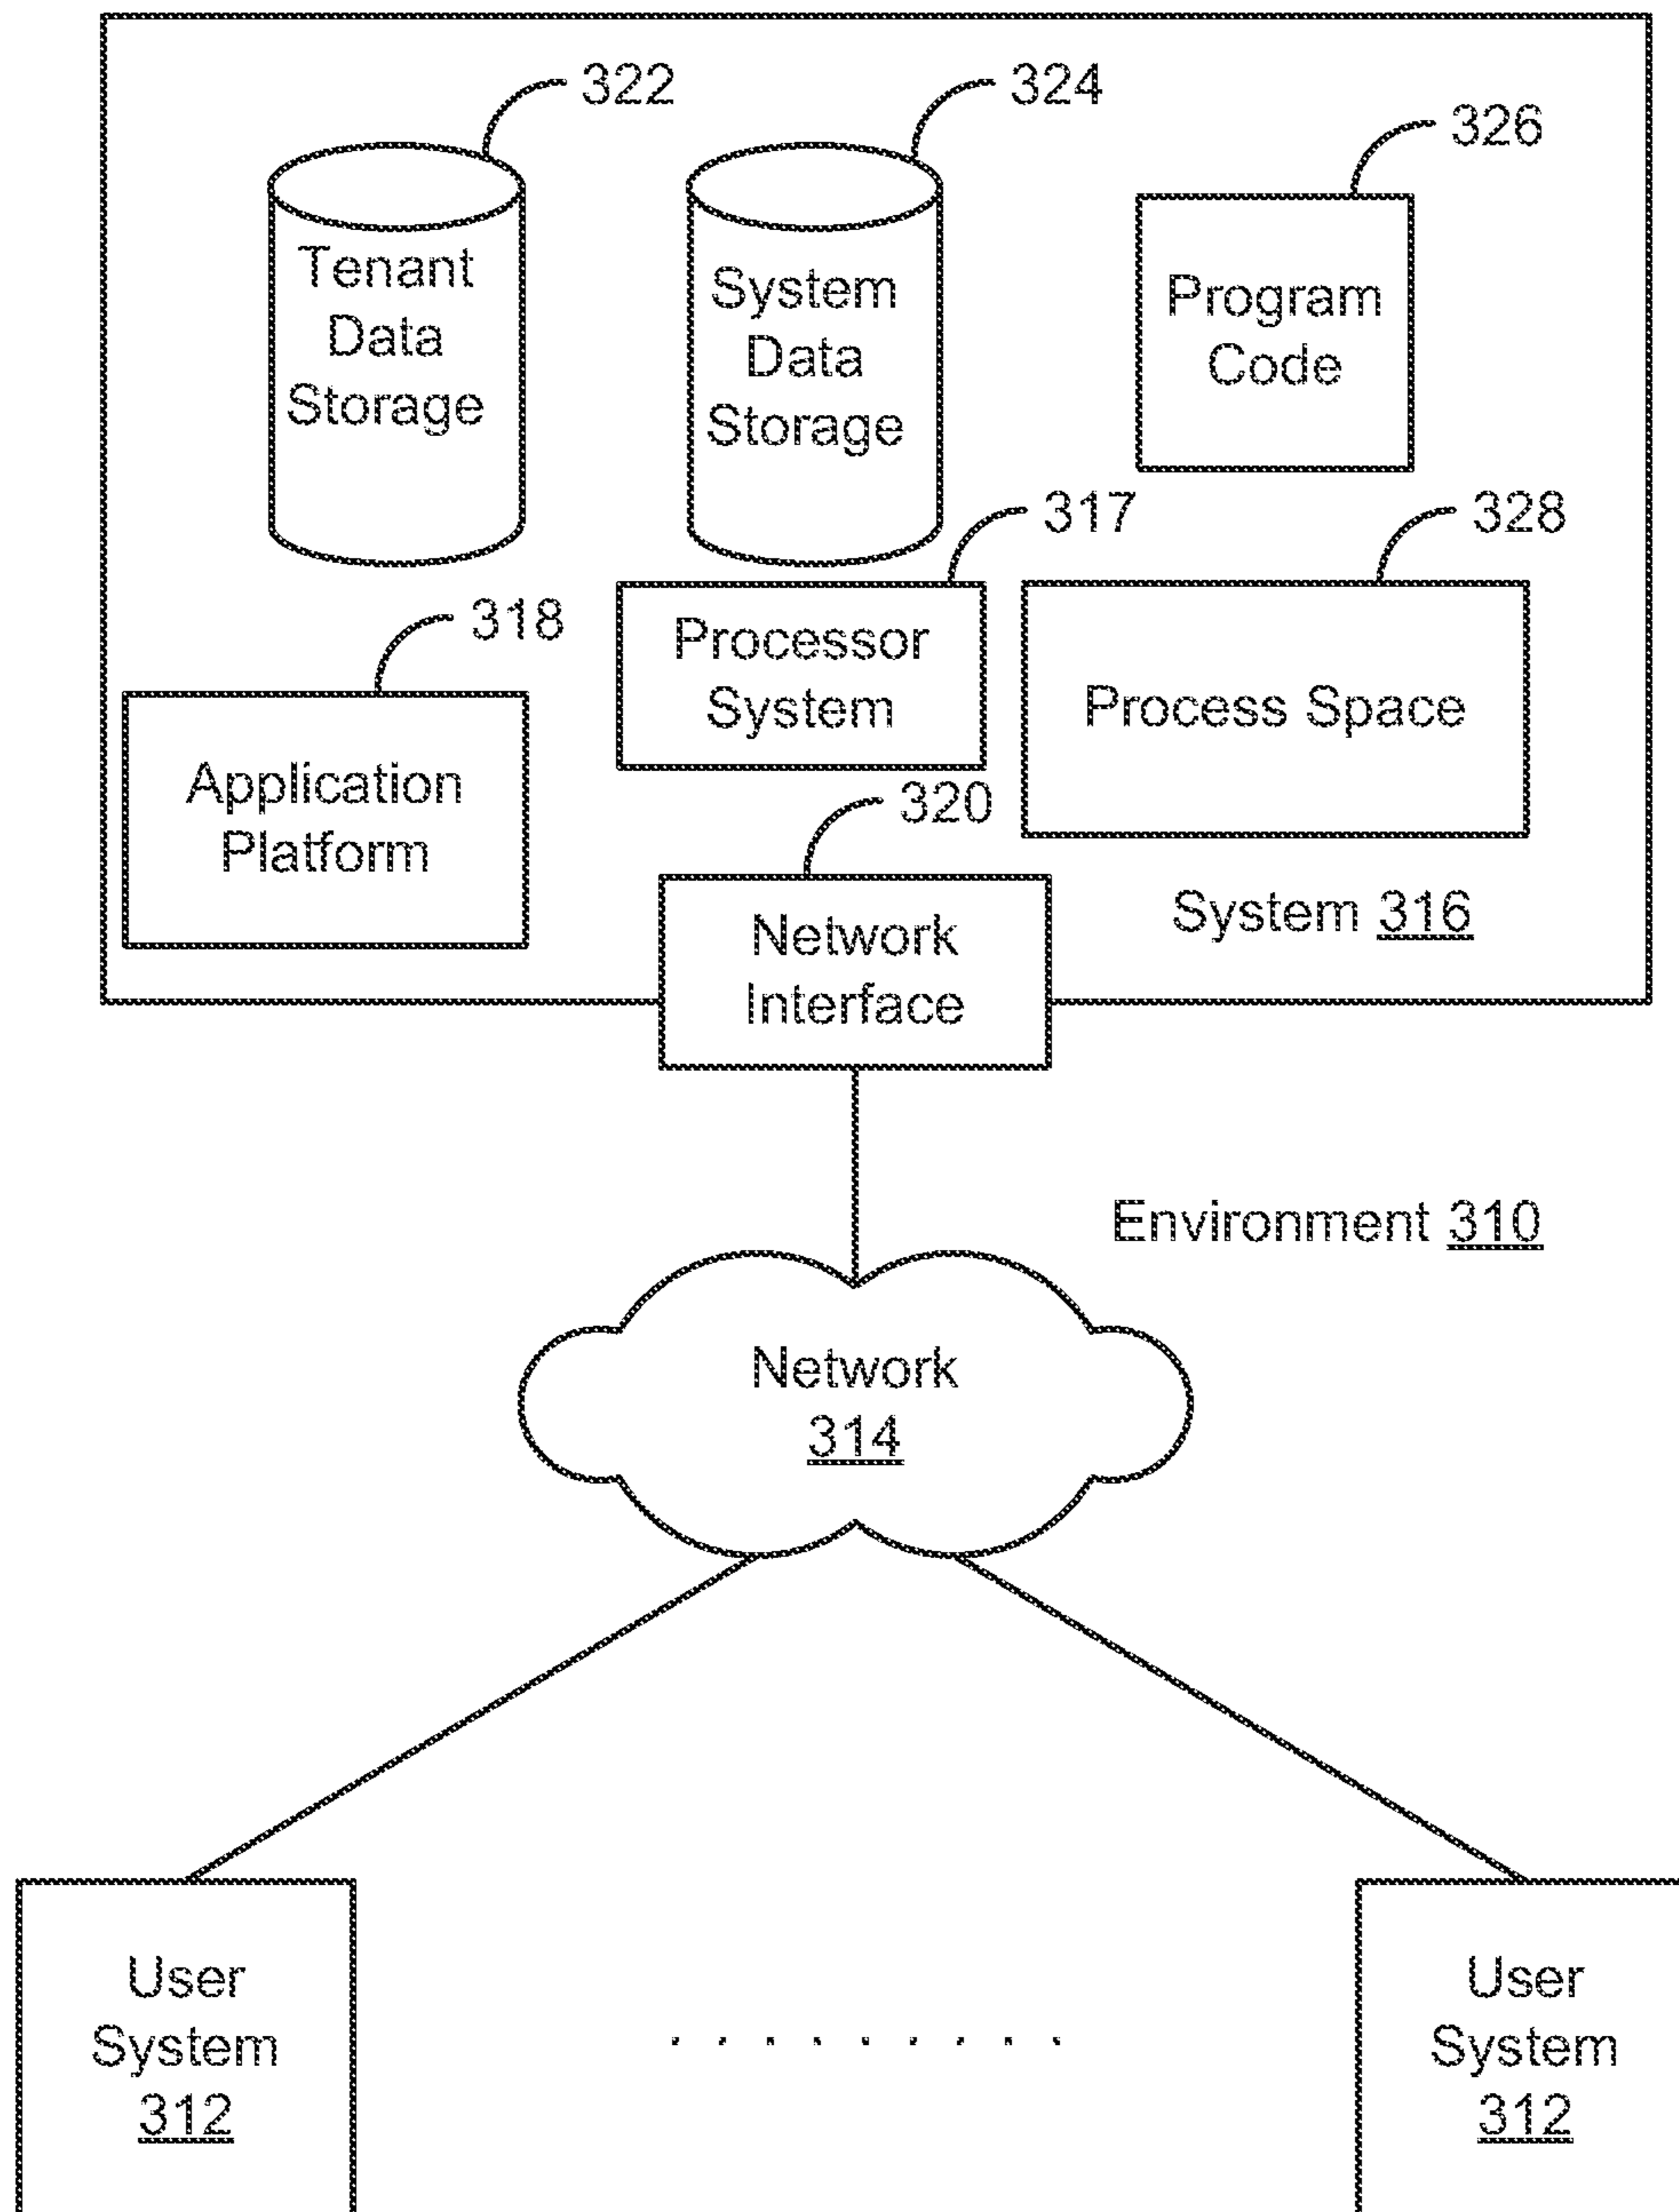 322
324
326
Tenant
Data
Storage
System
Data
Storage
Program
Code
317
328
318
Processor
System
Process Space
Application
Platform
320
Network
Interface
System 316
Environment 310
Network
314
User
System
312
.........
User
System
312